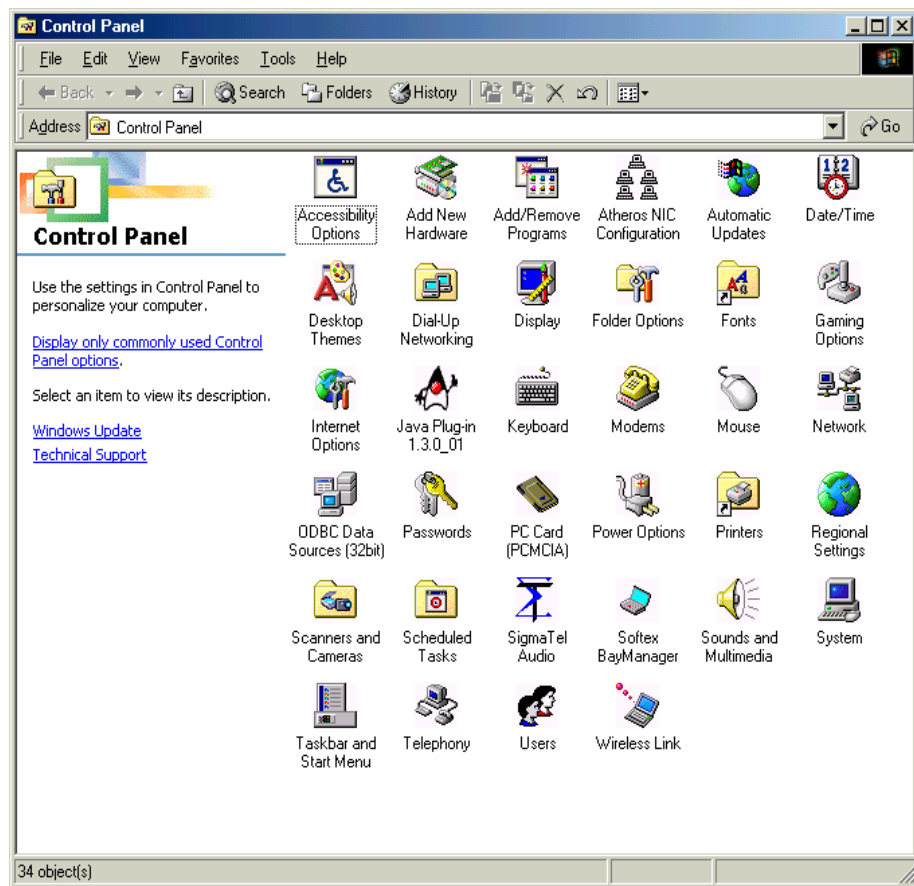 Control Panel
File Edit View Favorites Tools Help
Back Search Folders History
Address Control Panel Go
Control Panel
Use the settings in Control Panel to
personalize your computer.
Display only commonly used Control
Panel options.
Select an item to view its description.
Windows Update
Technical Support
Accessibility
Options
Add New
Hardware
Add/Remove
Programs
Atheros NIC
Configuration
Automatic
Updates
Date/Time
Desktop
Themes
Dial-Up
Networking
Display
Folder Options
Fonts
Gaming
Options
Internet
Options
Java Plug-in
1.3.0_01
Keyboard
Modems
Mouse
Network
ODBC Data
Sources (32bit)
Passwords
PC Card
(PCMCIA)
Power Options
Printers
Regional
Settings
Scanners and
Cameras
Scheduled
Tasks
SigmaTel
Audio
Softex
BayManager
Sounds and
Multimedia
System
Taskbar and
Start Menu
Telephony
Users
Wireless Link
34 object(s)